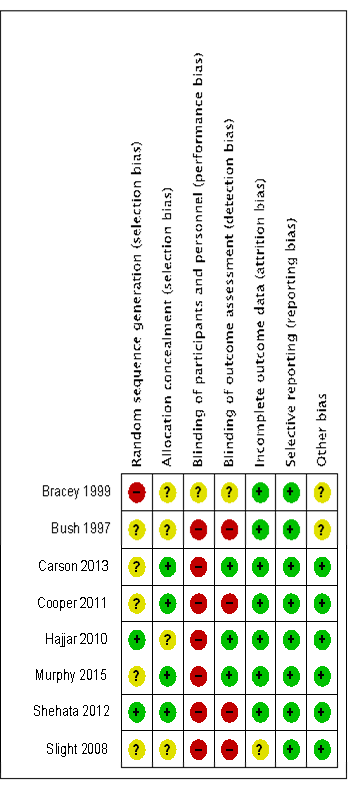 Random sequence generation (selection bias)
Allocation concealment (selection bias)
Blinding of participants and personnel (performance bias)
Blinding of outcome assessment (detection bias)
Incomplete outcome data (attrition bias)
Selective reporting (reporting bias)
Other bias
Bracey 1999 - ? ? ? + + ?
Bush 1997 ? ? - - + + ?
Carson 2013 ? + - + + + +
Cooper 2011 ? + - - + + +
Hajjar 2010 + ? - + + + +
Murphy 2015 ? + - + + + +
Shehata 2012 + + - - + + +
Slight 2008 ? ? - - ? + +